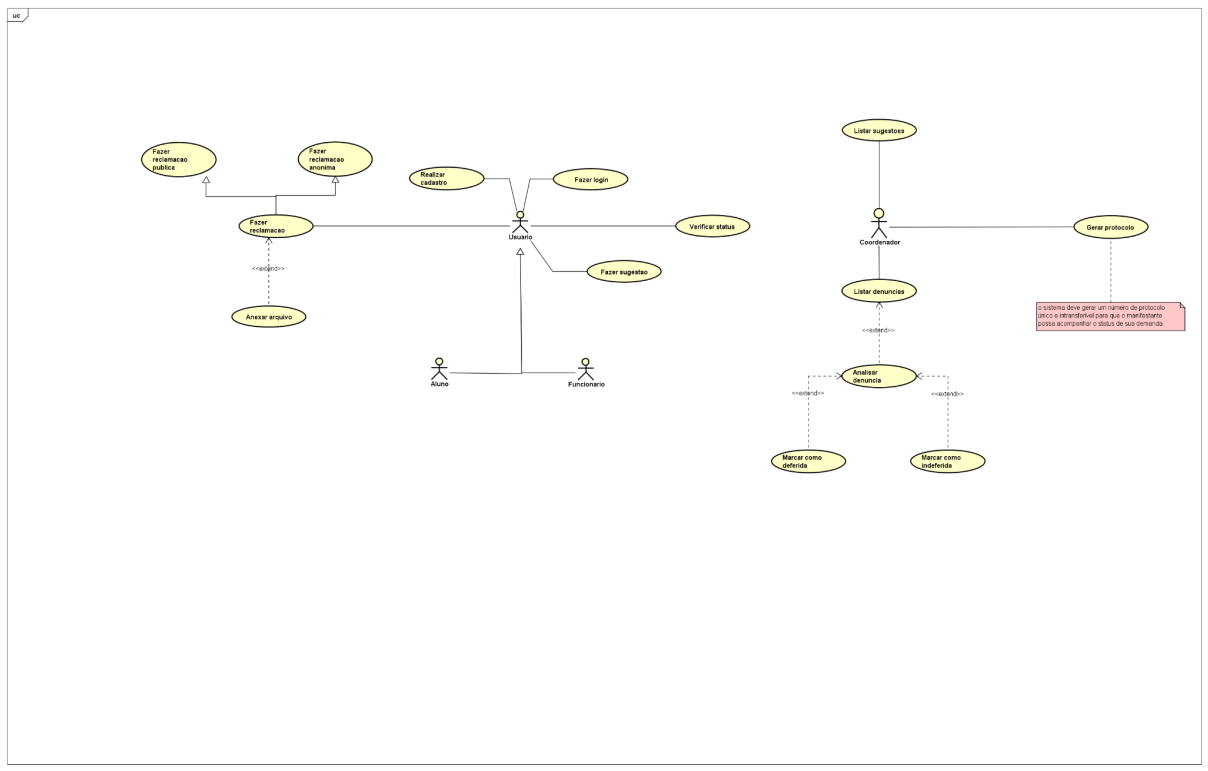 uc
Listar sugestoes
Fazer
reclamacao
publica
Fazer
reclamacao
anonima
Realizar
cadastro
Fazer login
Fazer
reclamacao
Usuario
Verificar status
Coordenador
Gerar protocolo
<<extend>>
Fazer sugestao
Listar denuncias
Anexar arquivo
o sistema deve gerar um número de protocolo
único e intransferível para que o manifestante
possa acompanhar o status de sua demanda
<<extend>>
Aluno
Funcionario
Analisar
denuncia
<<extend>>
<<extend>>
Marcar como
deferida
Marcar como
indeferida